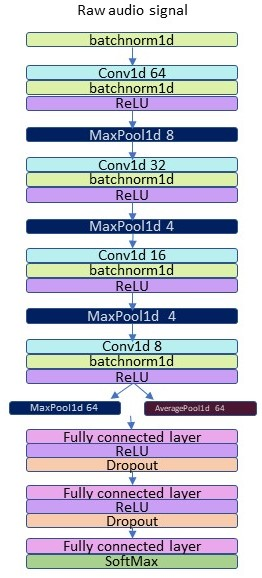 Raw audio signal
batchnorm1d
Conv1d 64
batchnorm1d
ReLU
MaxPool1d 8
Conv1d 32
batchnorm1d
ReLU
MaxPool1d 4
Conv1d 16
batchnorm1d
ReLU
MaxPool1d 4
Conv1d 8
batchnorm1d
ReLU
MaxPool1d 64
AveragePool1d 64
Fully connected layer
ReLU
Dropout
Fully connected layer
ReLU
Dropout
Fully connected layer
SoftMax